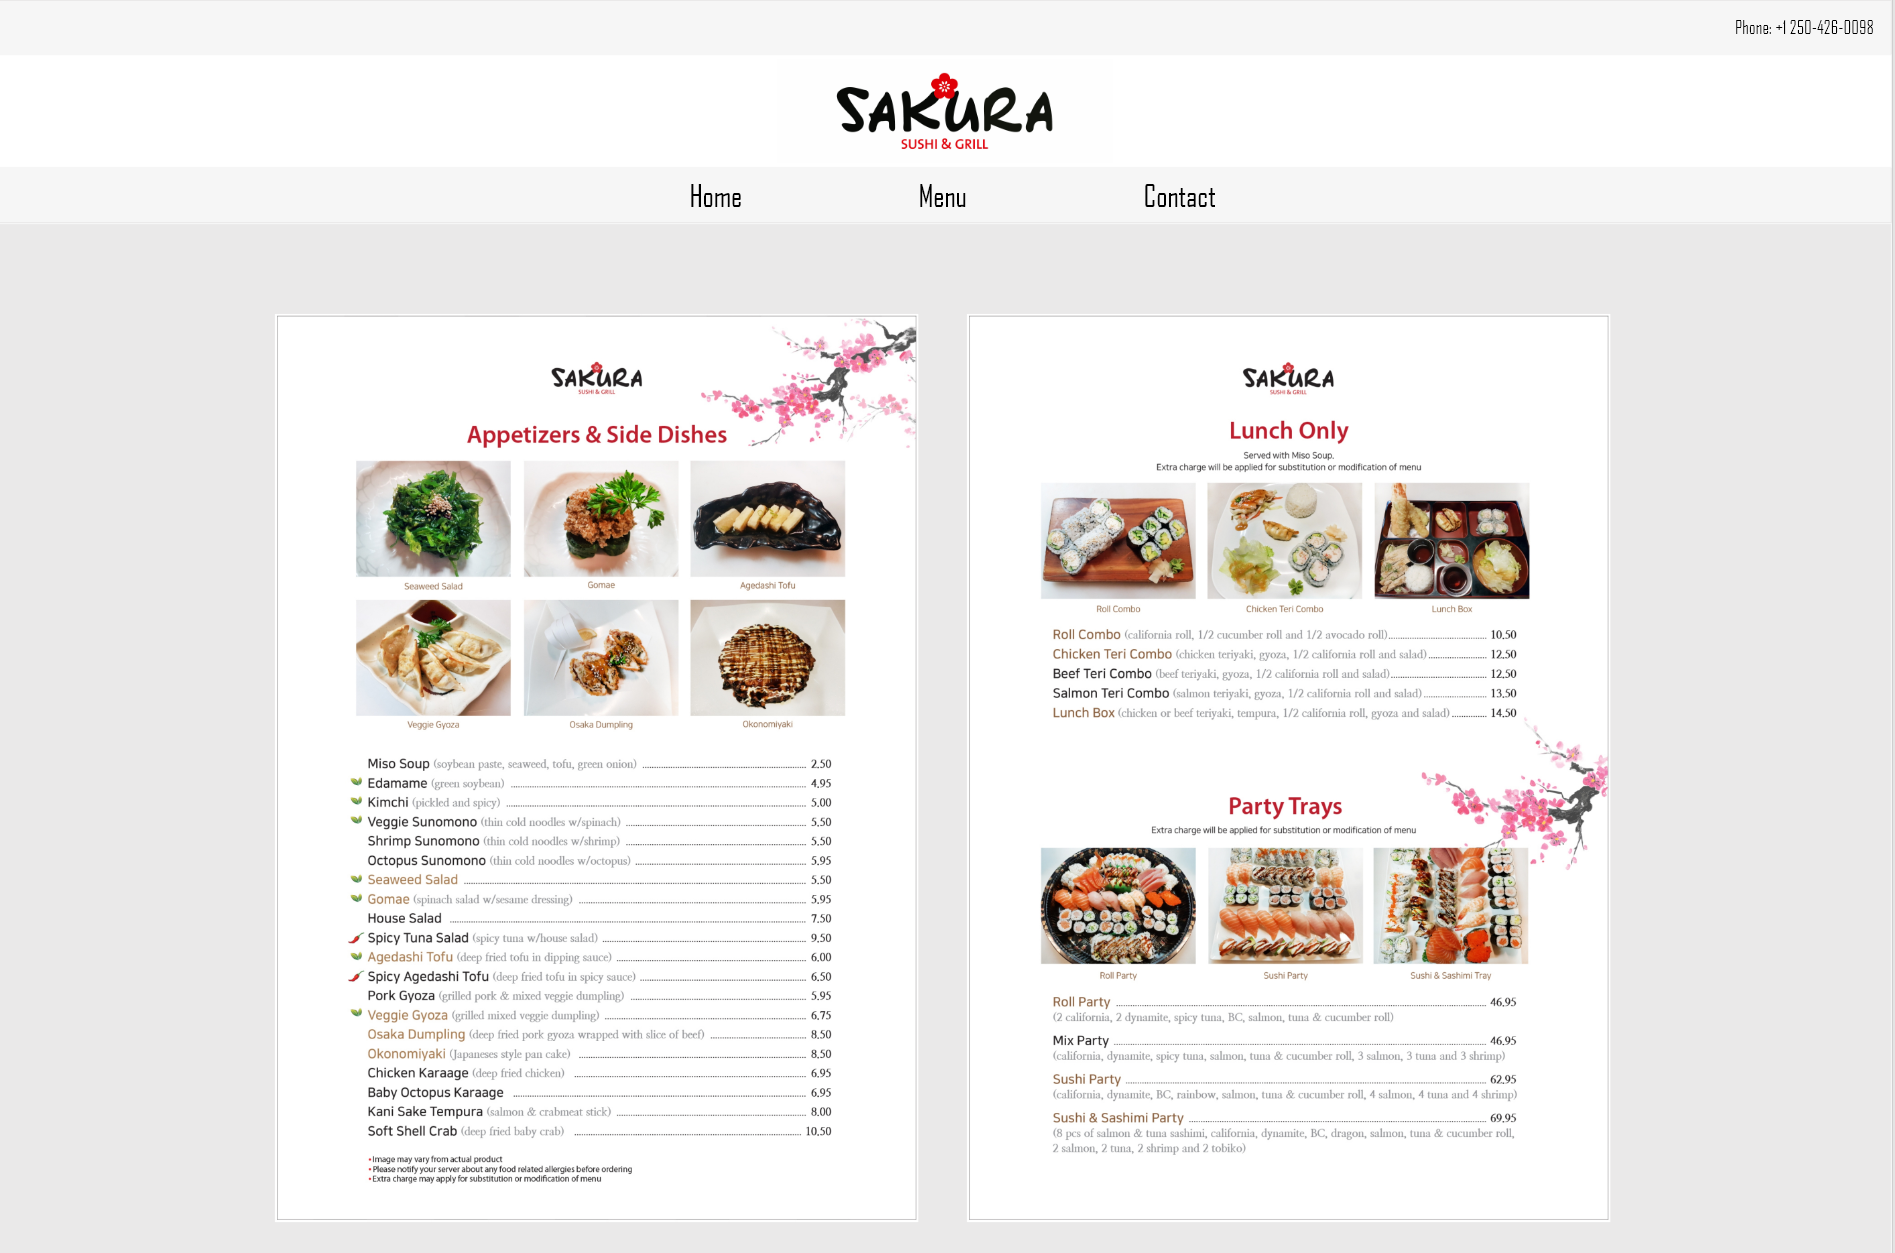 Phone: +1 250-426-0098
SAKURA
SUSHI & GRILL
Home Menu Contact
SAKURA
SUSHI & GRILL
Appetizers & Side Dishes
Seaweed Salad Gomae Agedashi Tofu
Veggie Gyoza Osaka Dumpling Okonomiyaki
Miso Soup (soybean paste, seaweed, tofu, green onion) 2.50
Edamame (green soybean) 4.95
Kimchi (pickled and spicy) 5.00
Veggie Sunomono (thin cold noodles w/spinach) 5.50
Shrimp Sunomono (thin cold noodles w/shrimp) 5.50
Octopus Sunomono (thin cold noodles w/octopus) 5.95
Seaweed Salad 5.50
Gomae (spinach salad w/sesame dressing) 5.95
House Salad 7.50
Spicy Tuna Salad (spicy tuna w/house salad) 9.50
Agedashi Tofu (deep fried tofu in dipping sauce) 6.00
Spicy Agedashi Tofu (deep fried tofu in spicy sauce) 6.50
Pork Gyoza (grilled pork & mixed veggie dumpling) 5.95
Veggie Gyoza (grilled mixed veggie dumpling) 6.75
Osaka Dumpling (deep fried pork gyoza wrapped with slice of beef) 8.50
Okonomiyaki (Japaneses style pan cake) 8.50
Chicken Karaage (deep fried chicken) 6.95
Baby Octopus Karaage 6.95
Kani Sake Tempura (salmon & crabmeat stick) 8.00
Soft Shell Crab (deep fried baby crab) 10.50
• Image may vary from actual product
• Please notify your server about any food related allergies before ordering
• Extra charge may apply for substitution or modification of menu
SAKURA
SUSHI & GRILL
Lunch Only
Served with Miso Soup.
Extra charge will be applied for substitution or modification of menu
Roll Combo Chicken Teri Combo Lunch Box
Roll Combo (california roll, 1/2 cucumber roll and 1/2 avocado roll) 10.50
Chicken Teri Combo (chicken teriyaki, gyoza, 1/2 california roll and salad) 12.50
Beef Teri Combo (beef teriyaki, gyoza, 1/2 california roll and salad) 12.50
Salmon Teri Combo (salmon teriyaki, gyoza, 1/2 california roll and salad) 13.50
Lunch Box (chicken or beef teriyaki, tempura, 1/2 california roll, gyoza and salad) 14.50
Party Trays
Extra charge will be applied for substitution or modification of menu
Roll Party Sushi Party Sushi & Sashimi Tray
Roll Party 46.95
(2 california, 2 dynamite, spicy tuna, BC, salmon, tuna & cucumber roll)
Mix Party 46.95
(california, dynamite, spicy tuna, salmon, tuna & cucumber roll, 3 salmon, 3 tuna and 3 shrimp)
Sushi Party 62.95
(california, dynamite, BC, rainbow, salmon, tuna & cucumber roll, 4 salmon, 4 tuna and 4 shrimp)
Sushi & Sashimi Party 69.95
(8 pcs of salmon & tuna sashimi, california, dynamite, BC, dragon, salmon, tuna & cucumber roll,
2 salmon, 2 tuna, 2 shrimp and 2 tobiko)